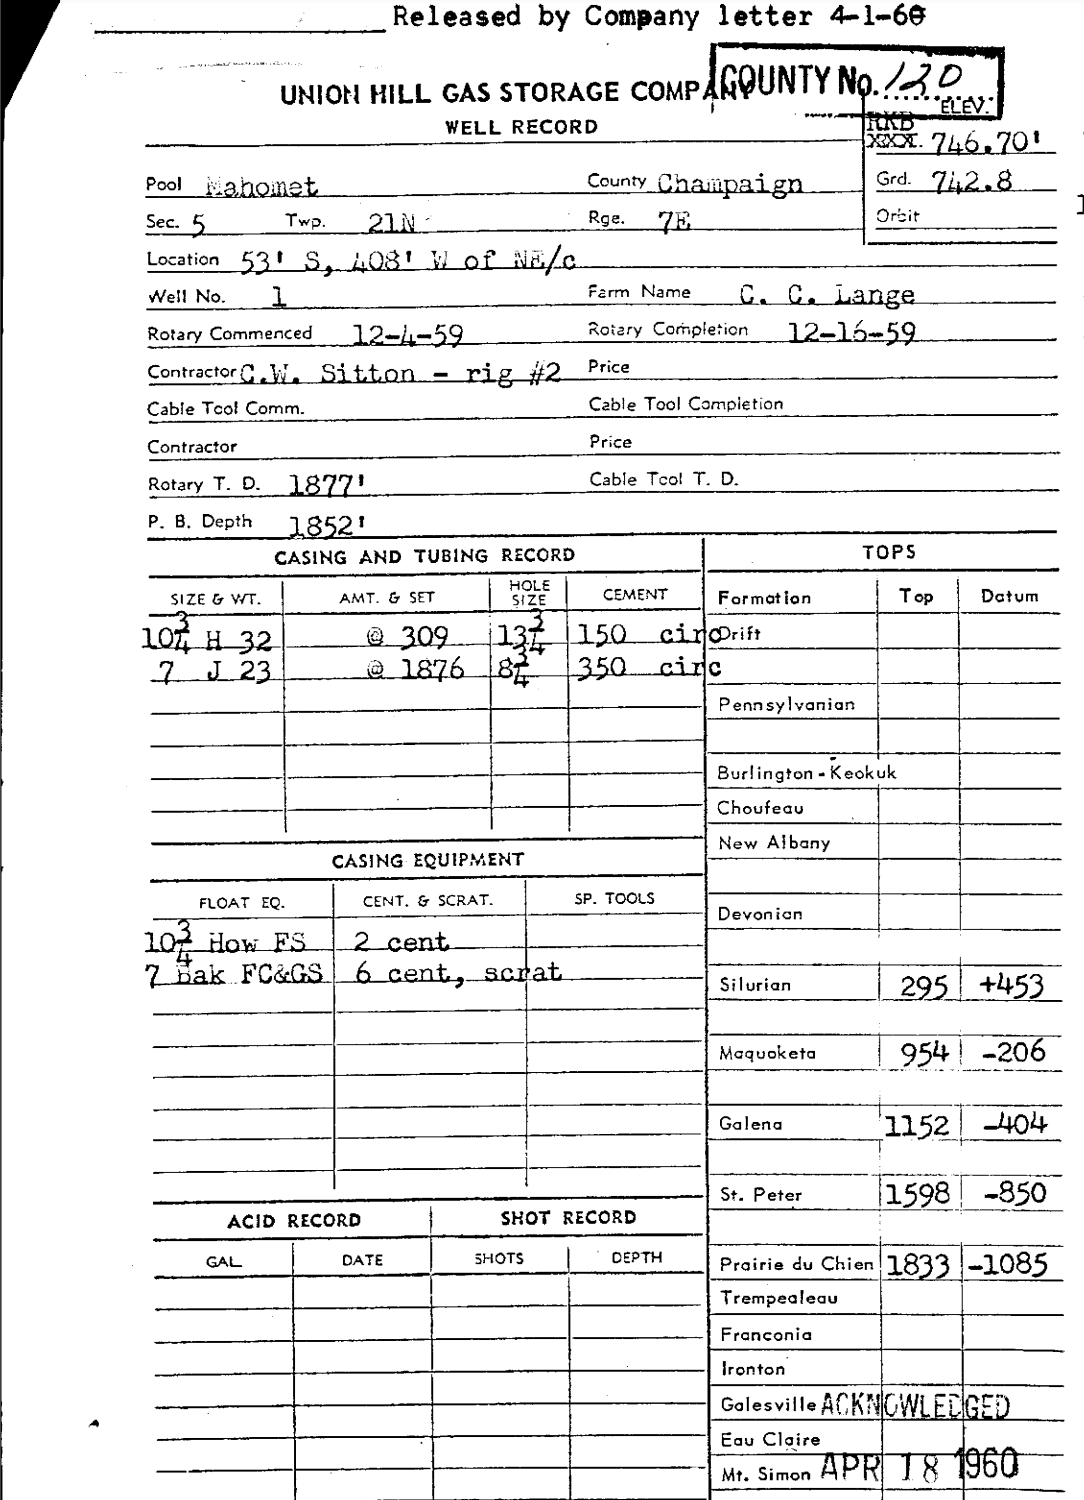 Released by Company letter 4-1-60
COUNTY No. 120
UNION HILL GAS STORAGE COMPANY
ELEV.
WELL RECORD
RKB
XXX. 746.70'
Pool Mahomet County Champaign Grd. 742.8
Sec. 5 Twp. 21N Rge. 7E Orbit
Location 53' S, 408' W of NE/c
Well No. 1 Farm Name C. C. Lange
Rotary Commenced 12-4-59 Rotary Completion 12-16-59
Contractor C.W. Sitton - rig #2 Price
Cable Tool Comm. Cable Tool Completion
Contractor Price
Rotary T. D. 1877' Cable Tool T. D.
P. B. Depth 1852'
CASING AND TUBING RECORD
SIZE & WT. AMT. & SET HOLE SIZE CEMENT
10 3/4 H 32 @ 309 13 3/4 150 circ
7 J 23 @ 1876 8 3/4 350 circ
CASING EQUIPMENT
FLOAT EQ. CENT. & SCRAT. SP. TOOLS
10 3/4 How FS 2 cent
7 Bak FC&GS 6 cent, scrat
ACID RECORD SHOT RECORD
GAL. DATE SHOTS DEPTH
TOPS
Formation Top Datum
Drift
Pennsylvanian
Burlington - Keokuk
Choufeau
New Albany
Devonian
Silurian 295 +453
Maquoketa 954 -206
Galena 1152 -404
St. Peter 1598 -850
Prairie du Chien 1833 -1085
Trempealeau
Franconia
Ironton
Galesville ACKNOWLEDGED
Eau Claire
Mt. Simon APR 18 1960